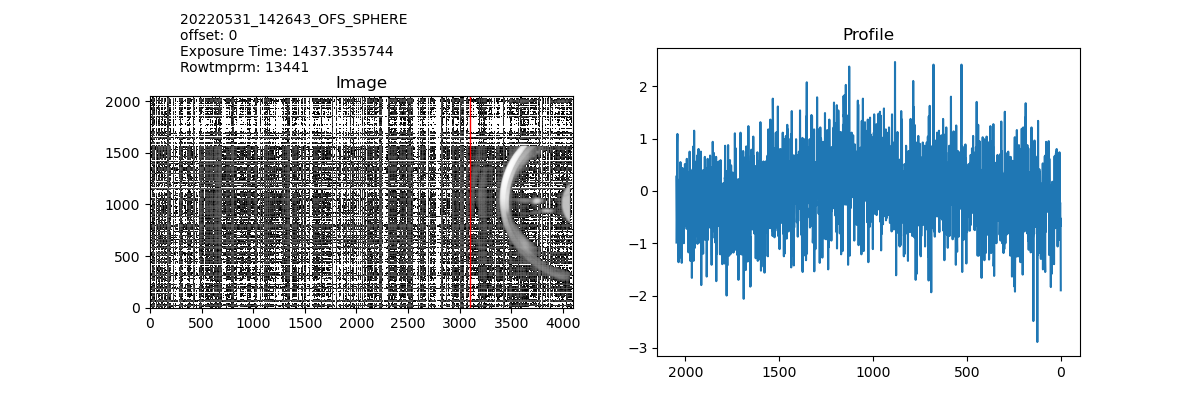 20220531_142643_OFS_SPHERE
offset: 0
Exposure Time: 1437.3535744
Rowtmprm: 13441
Image
2000
1500
1000
500
0
0 500 1000 1500 2000 2500 3000 3500 4000
Profile
2
1
0
−1
−2
−3
2000 1500 1000 500 0